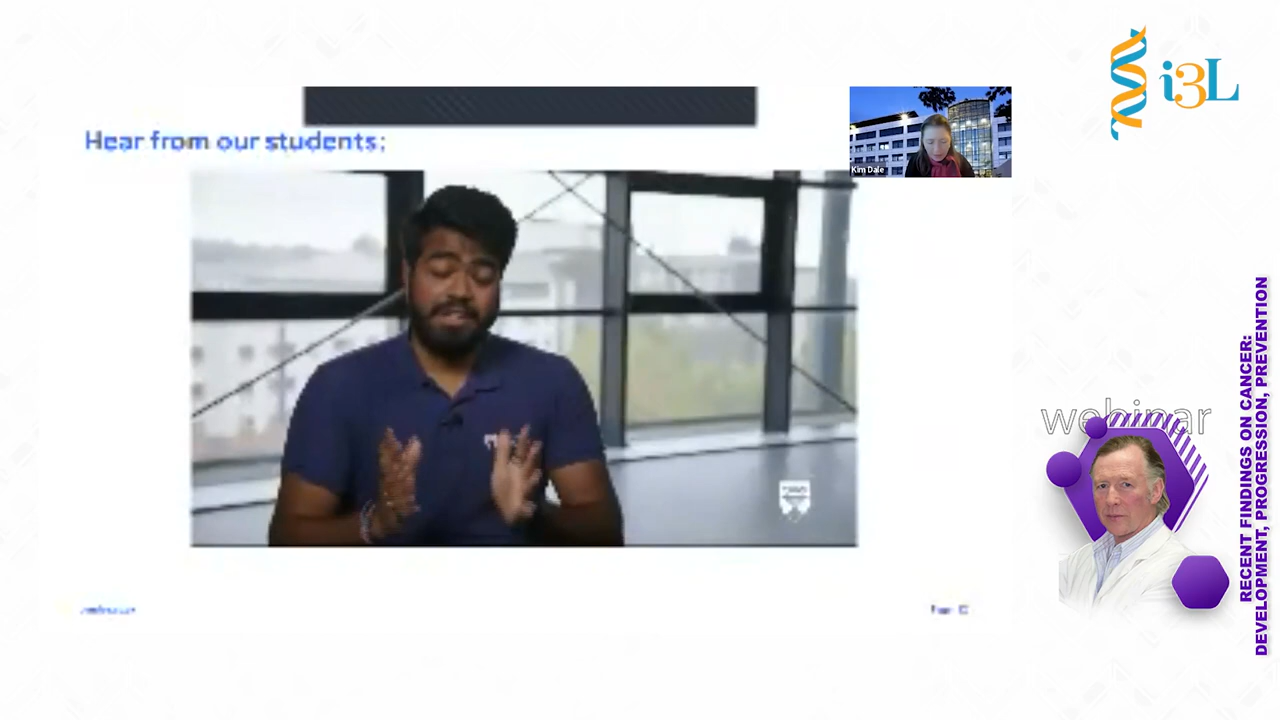 i3L
Hear from our students:
Kim Dale
webinar
RECENT FINDINGS ON CANCER:
DEVELOPMENT, PROGRESSION, PREVENTION